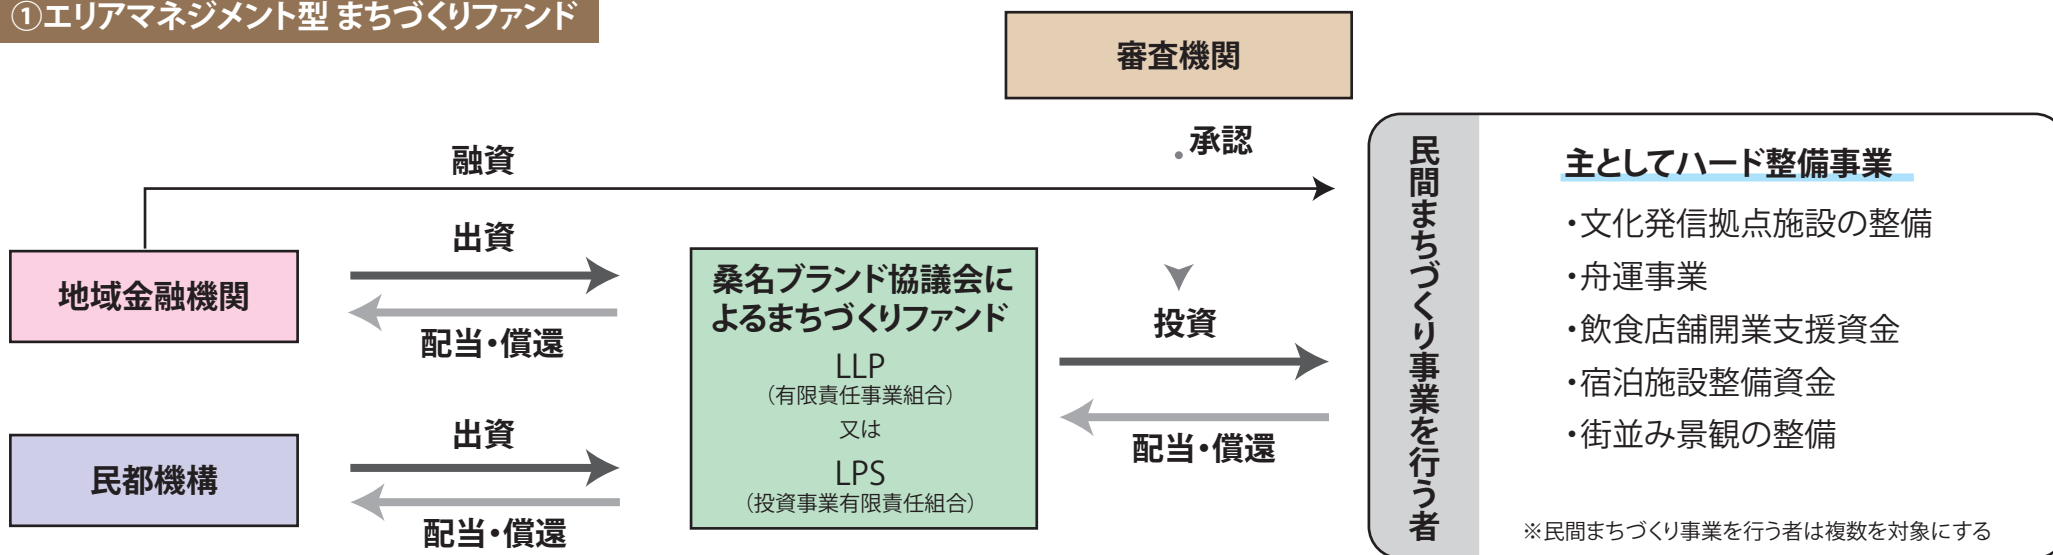 ①エリアマネジメント型 まちづくりファンド
審査機関
承認
融資
地域金融機関
出資
配当・償還
民都機構
出資
配当・償還
桑名ブランド協議会に
よるまちづくりファンド
LLP
（有限責任事業組合）
又は
LPS
（投資事業有限責任組合）
投資
配当・償還
民間まちづくり事業を行う者
主としてハード整備事業
・文化発信拠点施設の整備
・舟運事業
・飲食店舗開業支援資金
・宿泊施設整備資金
・街並み景観の整備
※民間まちづくり事業を行う者は複数を対象にする